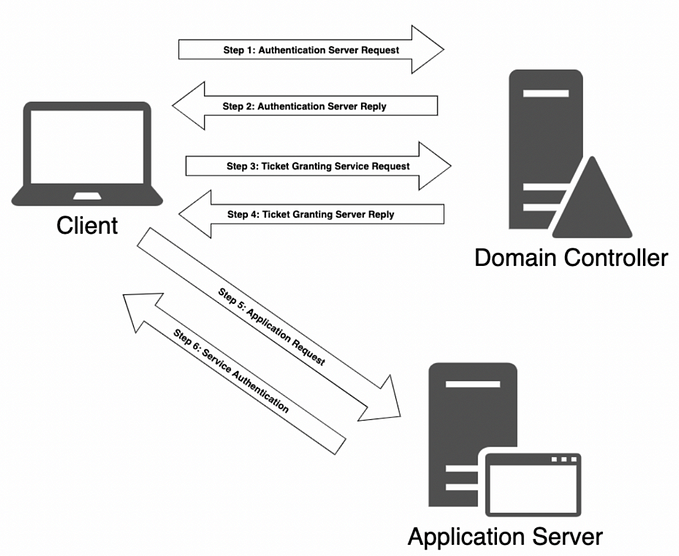 Step 1: Authentication Server Request
Step 2: Authentication Server Reply
Step 3: Ticket Granting Service Request
Step 4: Ticket Granting Server Reply
Client
Domain Controller
Step 5: Application Request
Step 6: Service Authentication
Application Server